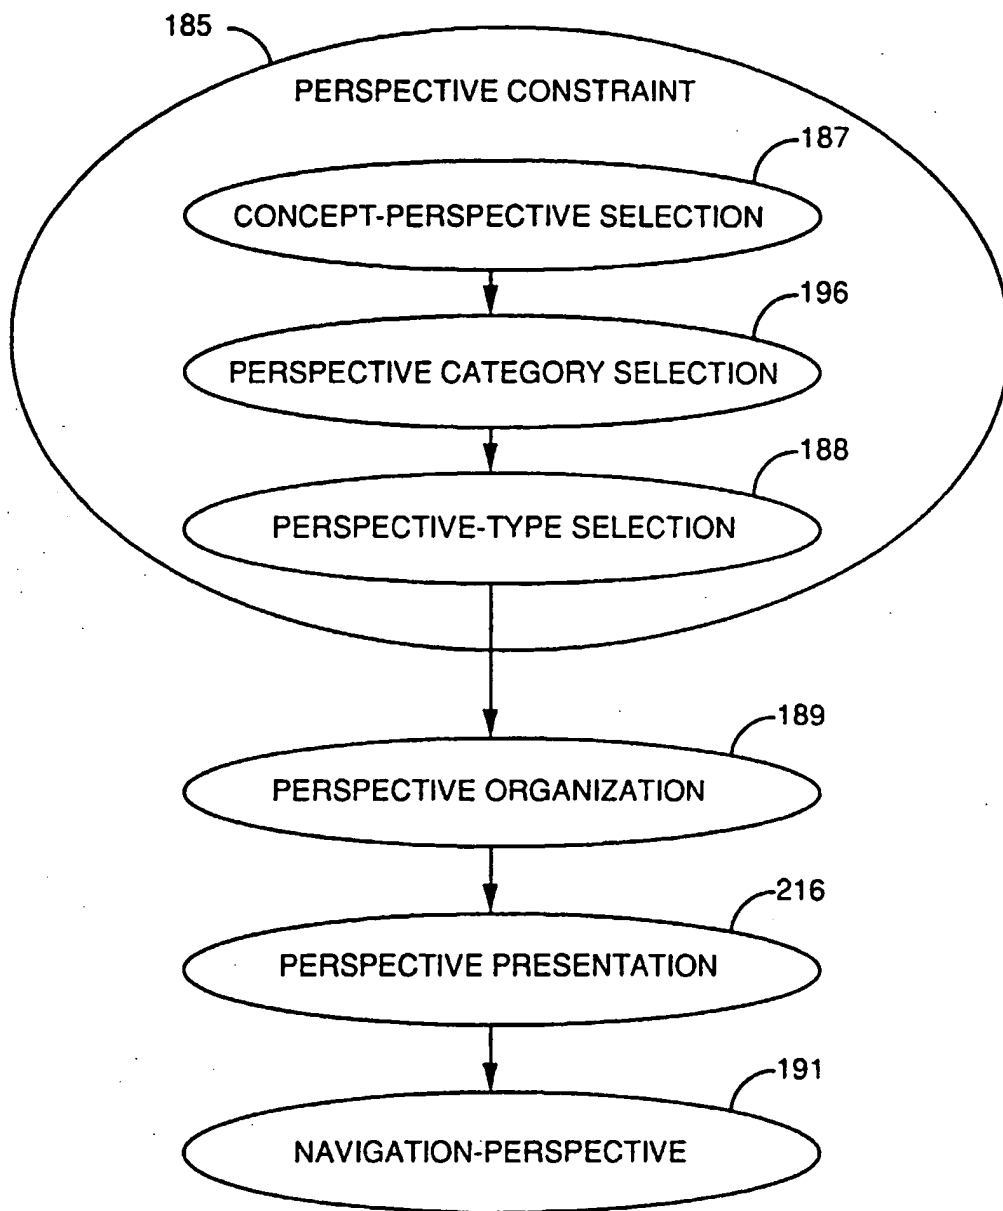 185
PERSPECTIVE CONSTRAINT
187
CONCEPT-PERSPECTIVE SELECTION
196
PERSPECTIVE CATEGORY SELECTION
188
PERSPECTIVE-TYPE SELECTION
189
PERSPECTIVE ORGANIZATION
216
PERSPECTIVE PRESENTATION
191
NAVIGATION-PERSPECTIVE